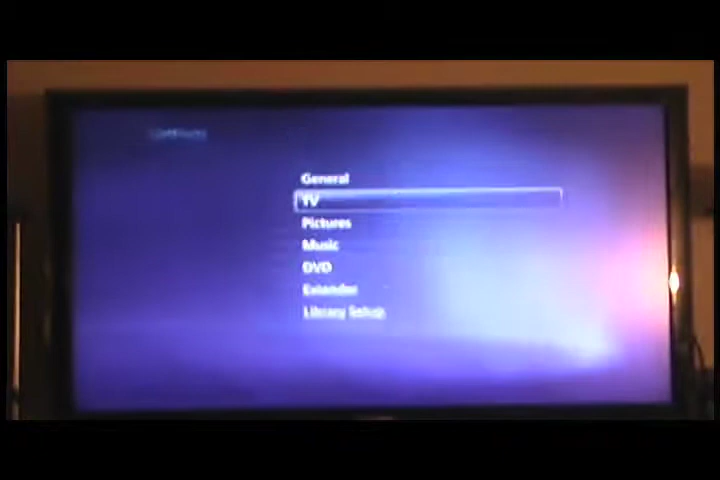 General
TV
Pictures
Music
DVD
Extender
Library Setup